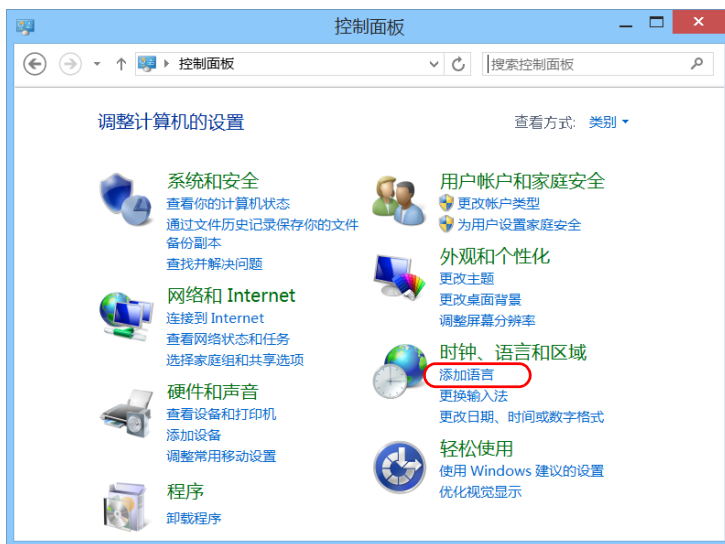 控制面板
控制面板
搜索控制面板
调整计算机的设置
查看方式: 类别
系统和安全
查看你的计算机状态
通过文件历史记录保存你的文件
备份副本
查找并解决问题
网络和 Internet
连接到 Internet
查看网络状态和任务
选择家庭组和共享选项
硬件和声音
查看设备和打印机
添加设备
调整常用移动设置
程序
卸载程序
用户帐户和家庭安全
更改帐户类型
为用户设置家庭安全
外观和个性化
更改主题
更改桌面背景
调整屏幕分辨率
时钟、语言和区域
添加语言
更换输入法
更改日期、时间或数字格式
轻松使用
使用 Windows 建议的设置
优化视觉显示